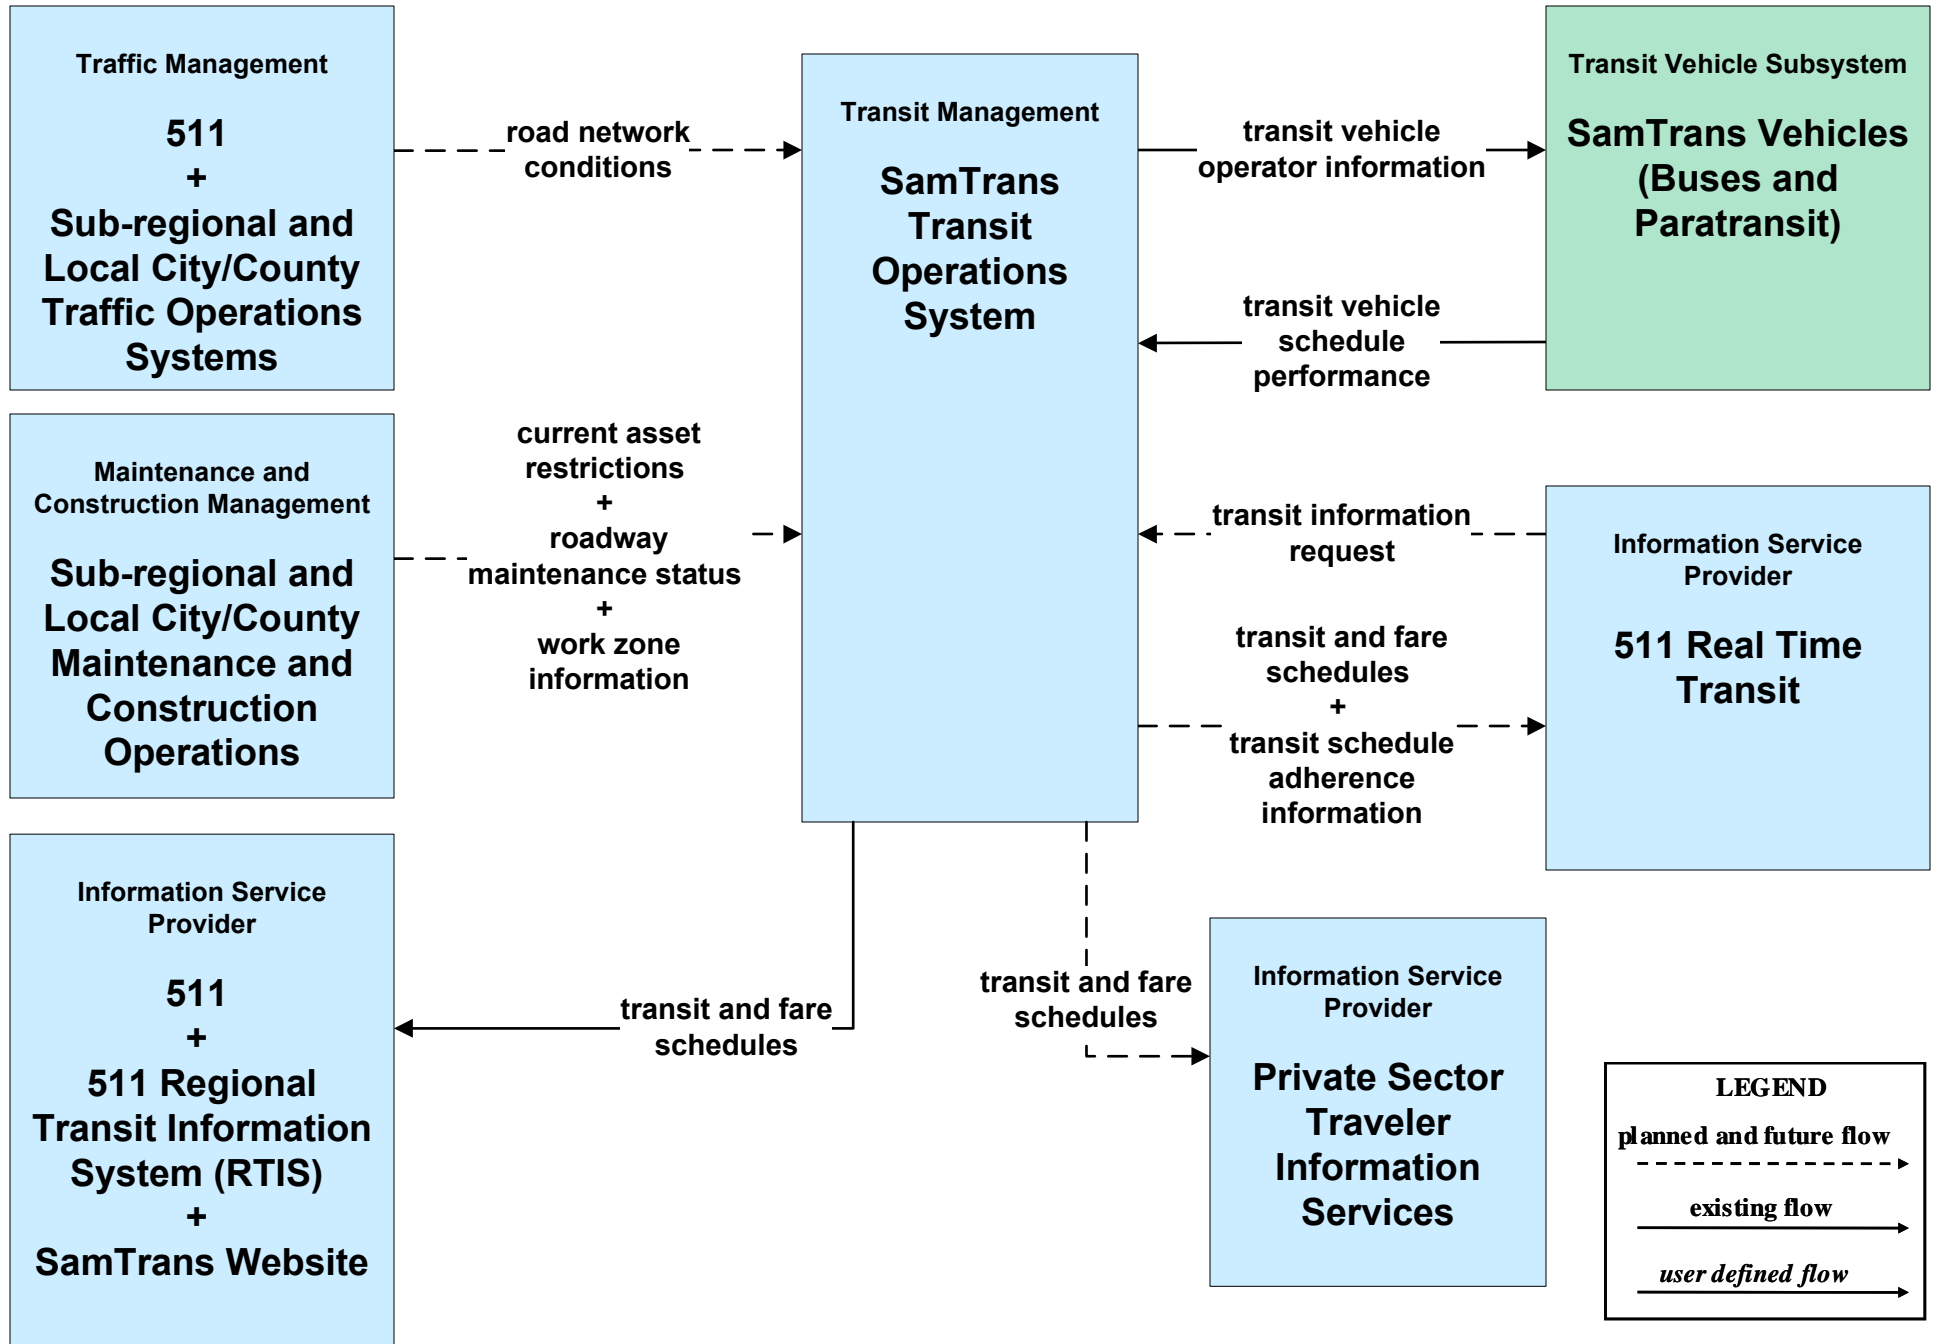 Traffic Management
511
+
Sub-regional and
Local City/County
Traffic Operations
Systems
road network
conditions
Transit Management
SamTrans
Transit
Operations
System
transit vehicle
operator information
Transit Vehicle Subsystem
SamTrans Vehicles
(Buses and
Paratransit)
transit vehicle
schedule
performance
Maintenance and
Construction Management
Sub-regional and
Local City/County
Maintenance and
Construction
Operations
current asset
restrictions
+
roadway
maintenance status
+
work zone
information
transit information
request
Information Service
Provider
511 Real Time
Transit
transit and fare
schedules
+
transit schedule
adherence
information
Information Service
Provider
511
+
511 Regional
Transit Information
System (RTIS)
+
SamTrans Website
transit and fare
schedules
transit and fare
schedules
Information Service
Provider
Private Sector
Traveler
Information
Services
LEGEND
planned and future flow
existing flow
user defined flow